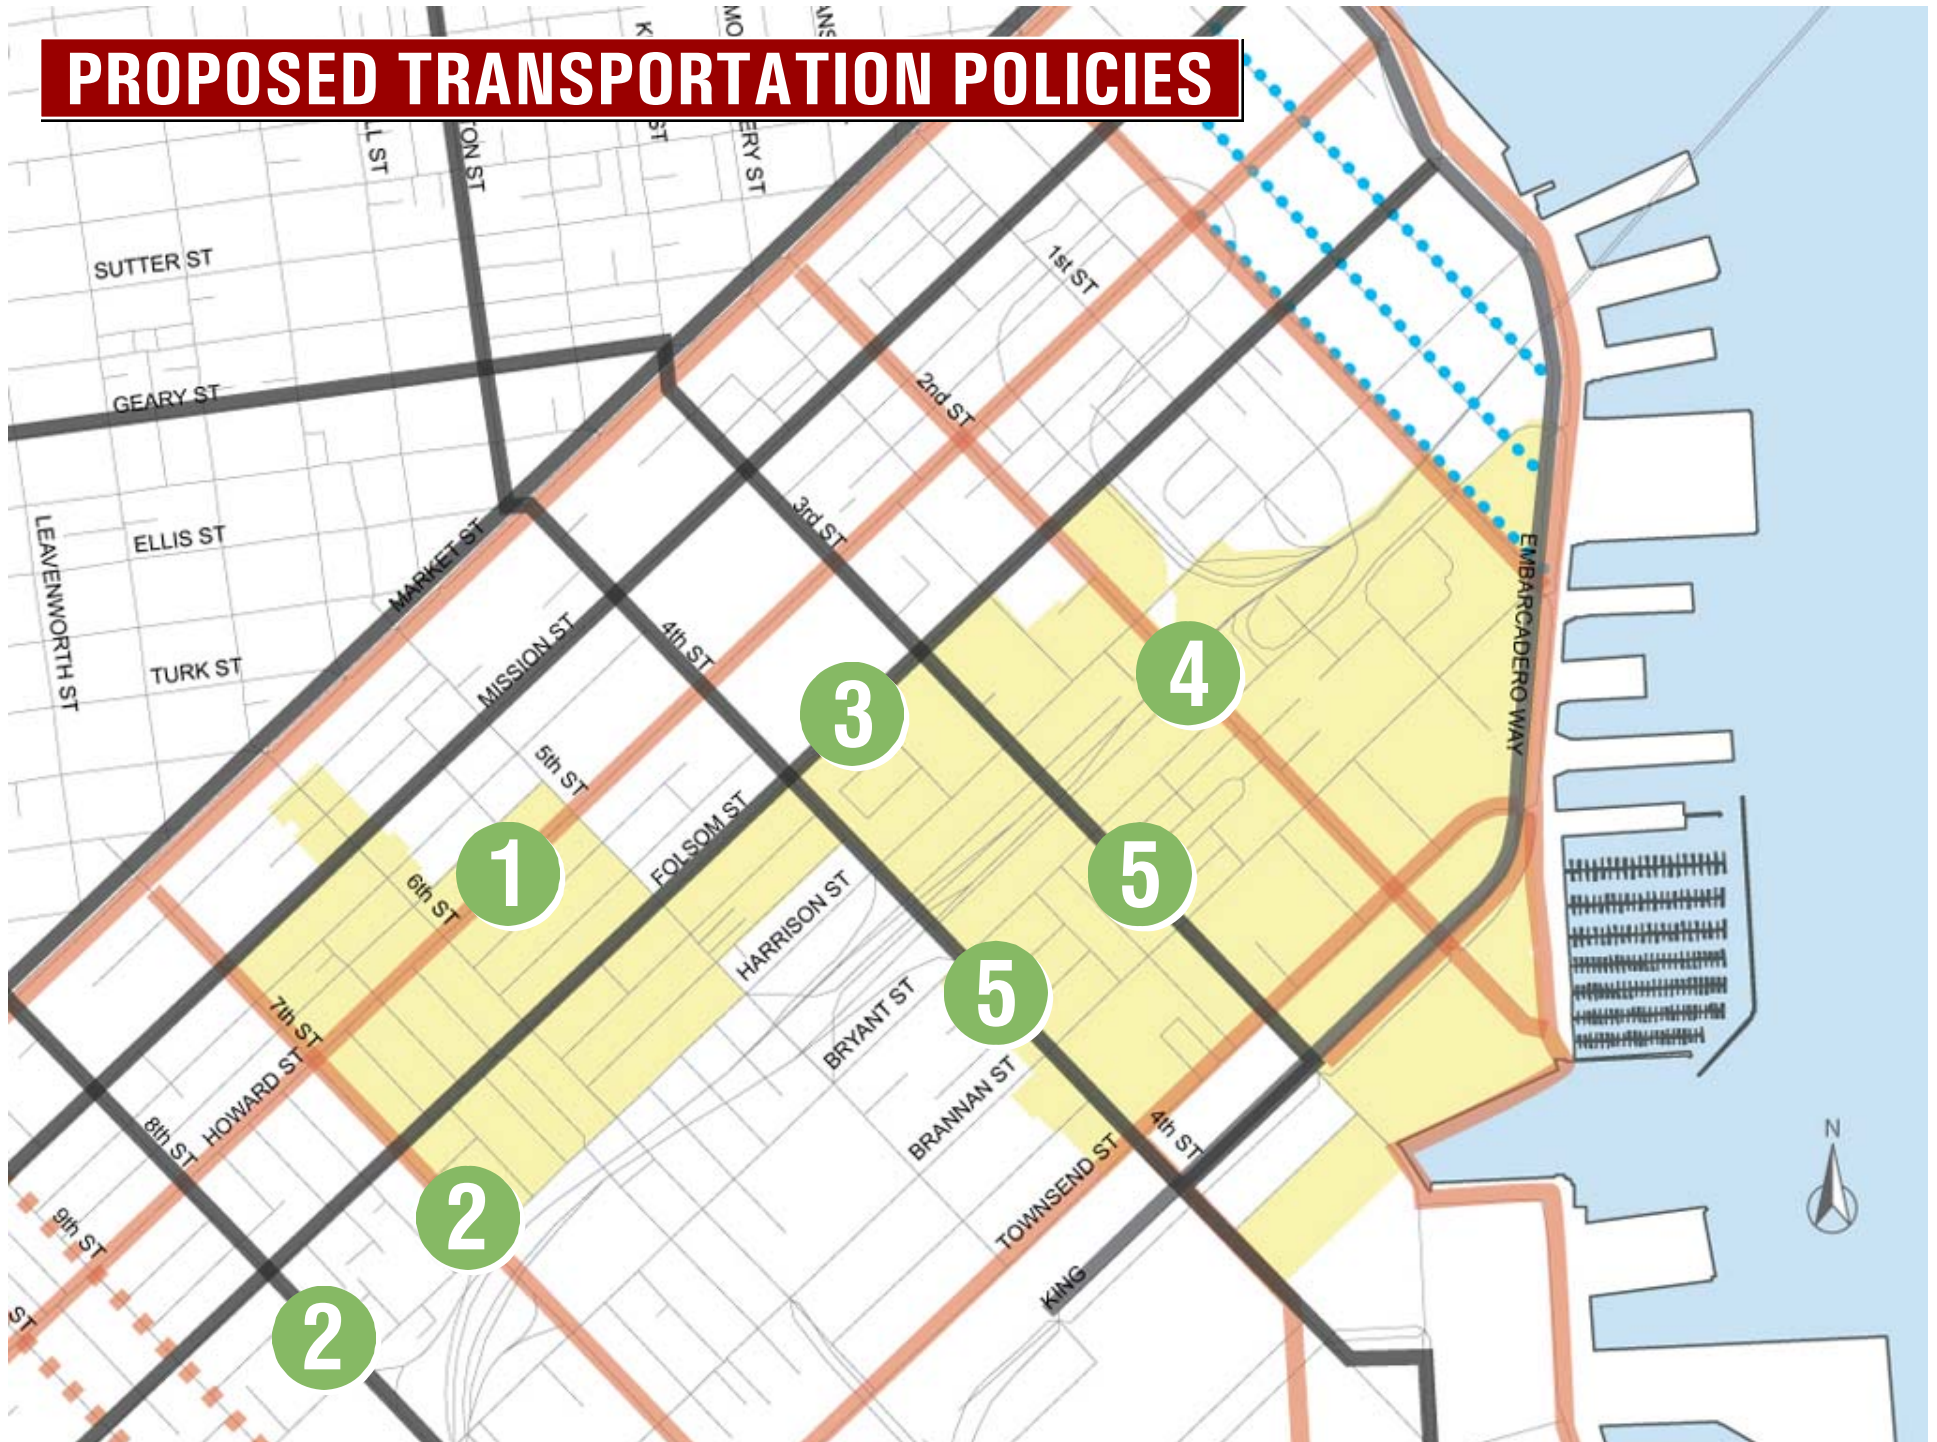 PROPOSED TRANSPORTATION POLICIES
SUTTER ST
GEARY ST
ELLIS ST
TURK ST
LEAVENWORTH ST
MARKET ST
MISSION ST
1st ST
2nd ST
3rd ST
4th ST
5th ST
6th ST
7th ST
8th ST
9th ST
ST
HOWARD ST
FOLSOM ST
HARRISON ST
BRYANT ST
BRANNAN ST
TOWNSEND ST
4th ST
KING
EMBARCADERO WAY
N
1
2
2
3
4
5
5